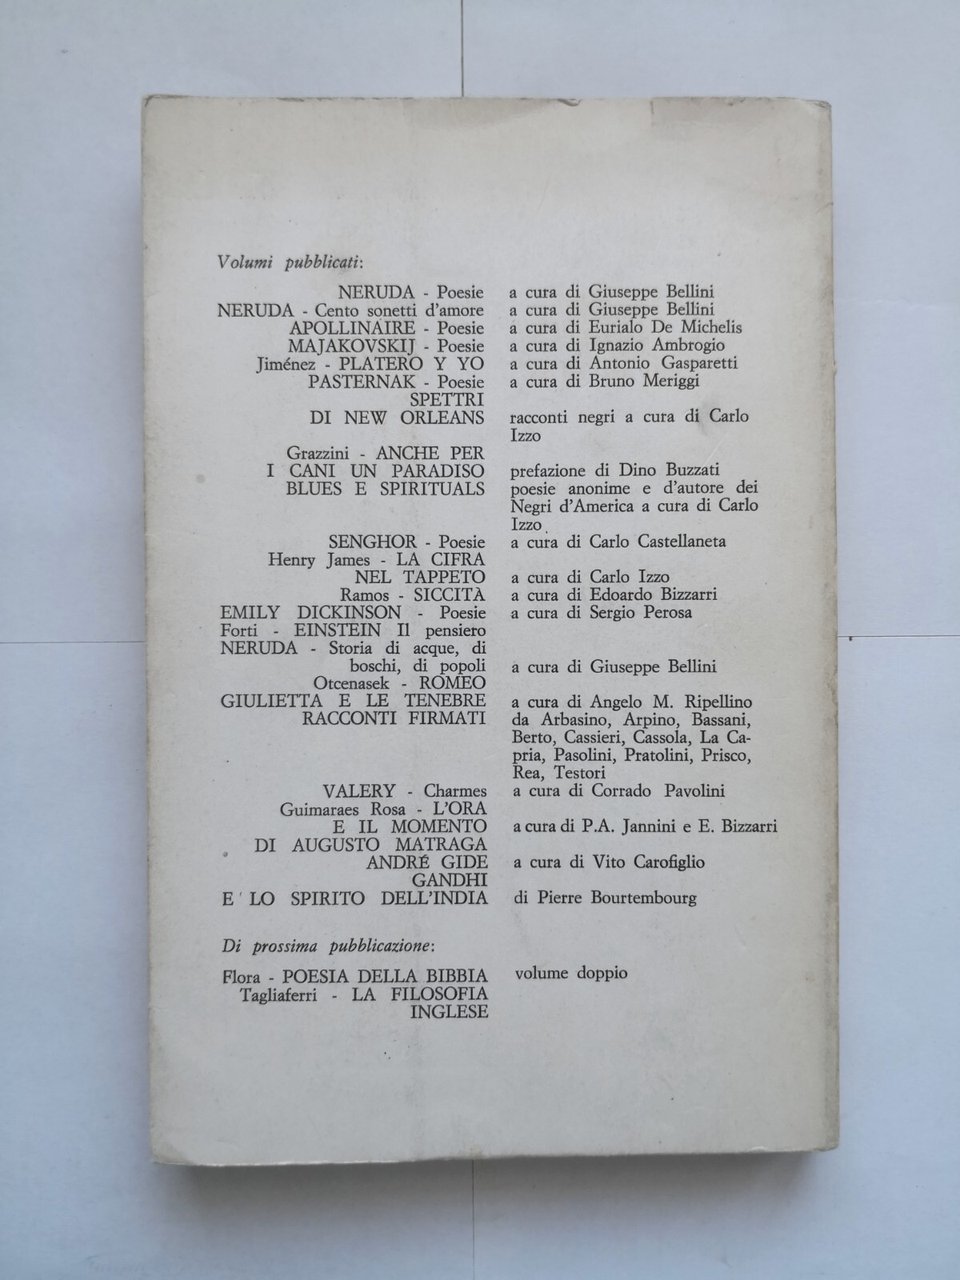 Volumi pubblicati:
NERUDA - Poesie a cura di Giuseppe Bellini
NERUDA - Cento sonetti d'amore a cura di Giuseppe Bellini
APOLLINAIRE - Poesie a cura di Eurialo De Michelis
MAJAKOVSKIJ - Poesie a cura di Ignazio Ambrogio
Jiménez - PLATERO Y YO a cura di Antonio Gasparetti
PASTERNAK - Poesie a cura di Bruno Meriggi
SPETTRI
DI NEW ORLEANS racconti negri a cura di Carlo
Izzo
Grazzini - ANCHE PER
I CANI UN PARADISO prefazione di Dino Buzzati
BLUES E SPIRITUALS poesie anonime e d'autore dei
Negri d'America a cura di Carlo
Izzo
SENGHOR - Poesie a cura di Carlo Castellaneta
Henry James - LA CIFRA
NEL TAPPETO a cura di Carlo Izzo
Ramos - SICCITÀ a cura di Edoardo Bizzarri
EMILY DICKINSON - Poesie a cura di Sergio Perosa
Forti - EINSTEIN Il pensiero
NERUDA - Storia di acque, di
boschi, di popoli a cura di Giuseppe Bellini
Otcenasek - ROMEO
GIULIETTA E LE TENEBRE a cura di Angelo M. Ripellino
RACCONTI FIRMATI da Arbasino, Arpino, Bassani,
Berto, Cassieri, Cassola, La Ca-
pria, Pasolini, Pratolini, Prisco,
Rea, Testori
VALERY - Charmes a cura di Corrado Pavolini
Guimaraes Rosa - L'ORA
E IL MOMENTO a cura di P.A. Jannini e E. Bizzarri
DI AUGUSTO MATRAGA
ANDRÉ GIDE a cura di Vito Carofiglio
GANDHI
E LO SPIRITO DELL'INDIA di Pierre Bourtembourg
Di prossima pubblicazione:
Flora - POESIA DELLA BIBBIA volume doppio
Tagliaferri - LA FILOSOFIA
INGLESE